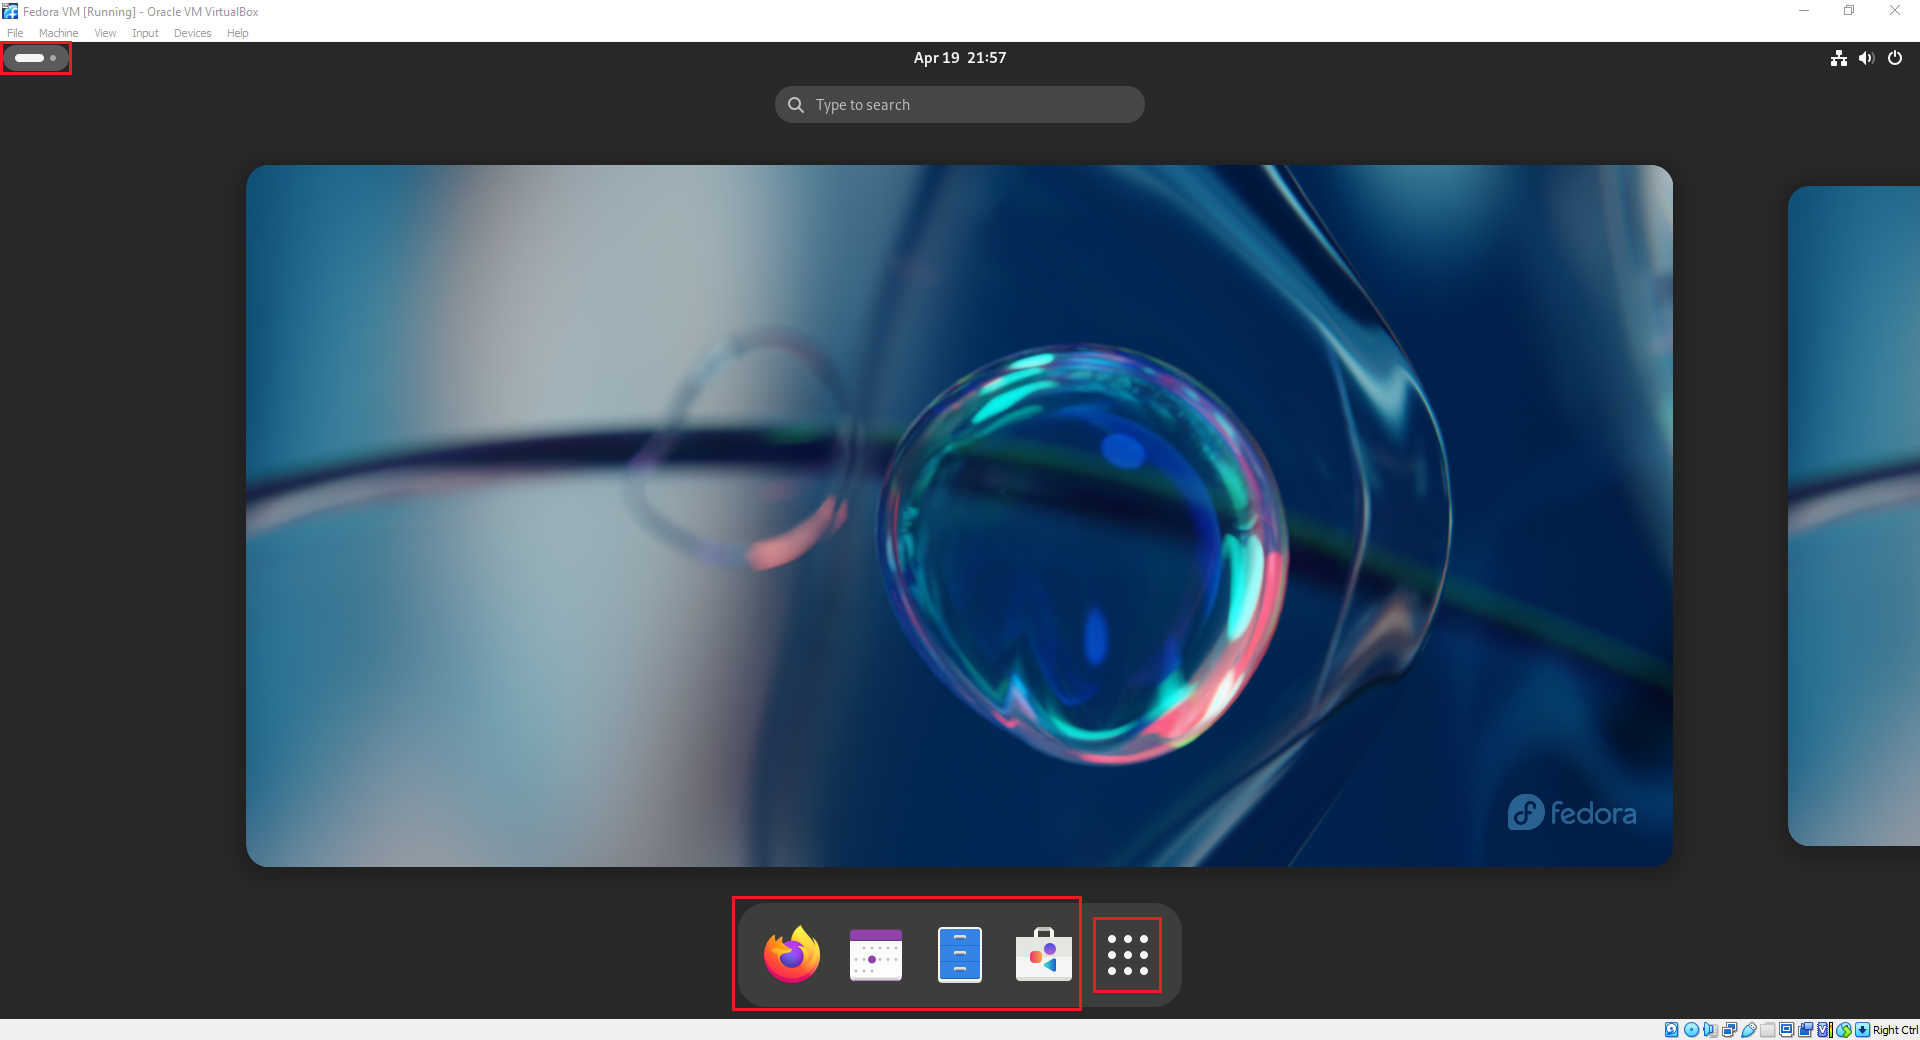 Fedora VM [Running] - Oracle VM VirtualBox
File Machine View Input Devices Help
Apr 19 21:57
Type to search
fedora
Right Ctrl